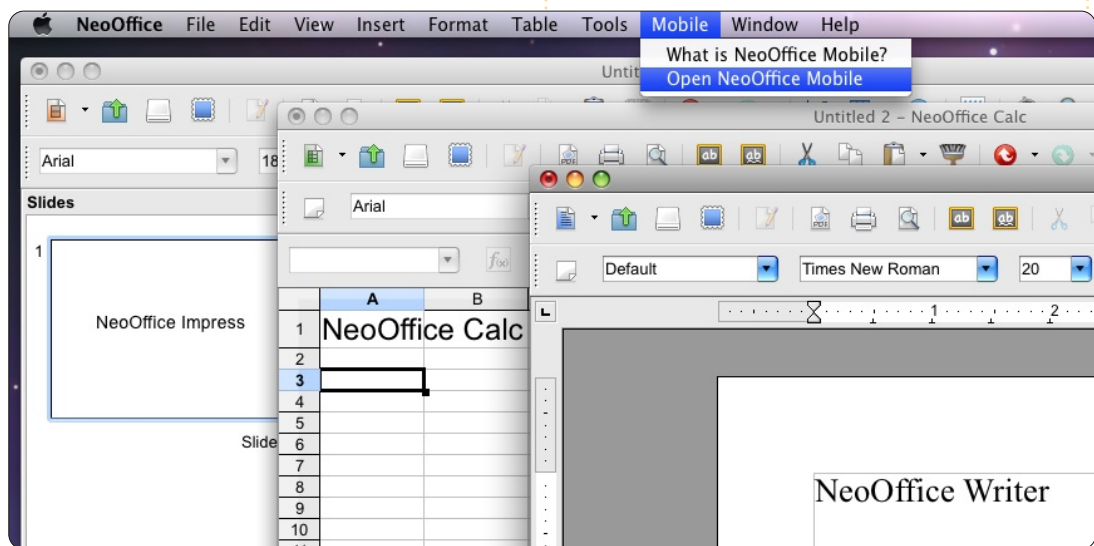 NeoOffice File Edit View Insert Format Table Tools Mobile Window Help
What is NeoOffice Mobile?
Open NeoOffice Mobile
Arial
18
Slides
1
NeoOffice Impress
Untitled 2 – NeoOffice Calc
Arial
f(x)
A B
1 NeoOffice Calc
2
3
4
5
6
7
8
9
10
Default Times New Roman 20
1 2
NeoOffice Writer